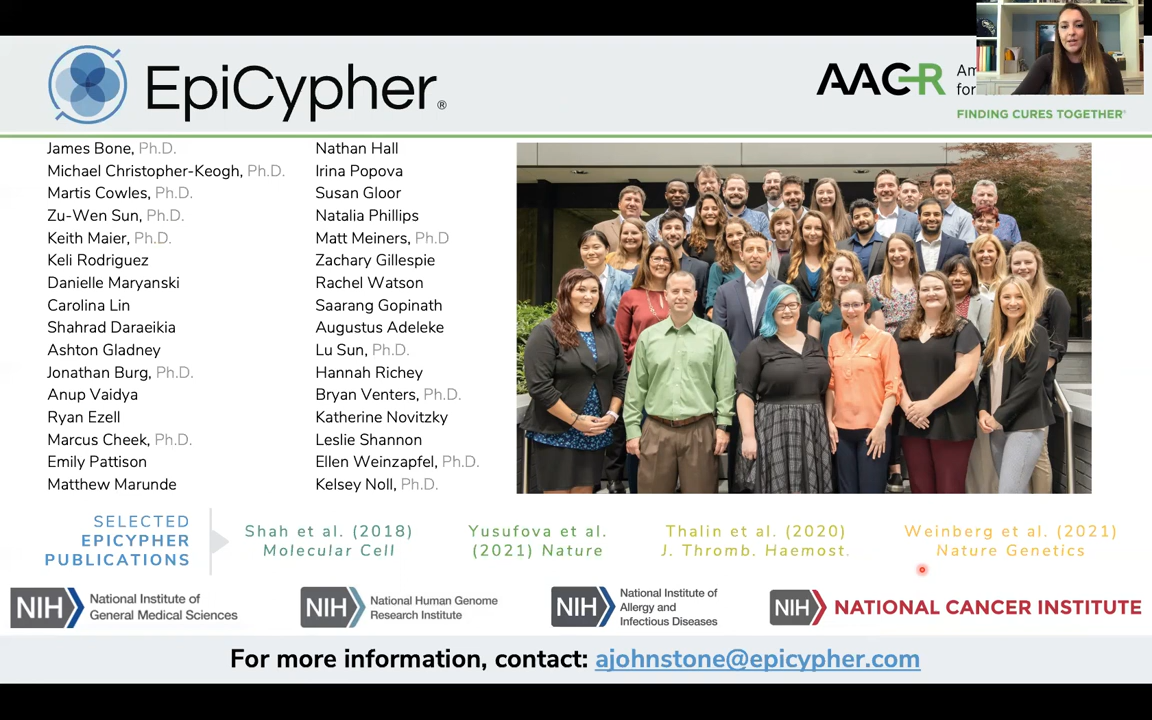 EpiCypher®
AACR Am
for
FINDING CURES TOGETHER®
James Bone, Ph.D.
Michael Christopher-Keogh, Ph.D.
Martis Cowles, Ph.D.
Zu-Wen Sun, Ph.D.
Keith Maier, Ph.D.
Keli Rodriguez
Danielle Maryanski
Carolina Lin
Shahrad Daraeikia
Ashton Gladney
Jonathan Burg, Ph.D.
Anup Vaidya
Ryan Ezell
Marcus Cheek, Ph.D.
Emily Pattison
Matthew Marunde
Nathan Hall
Irina Popova
Susan Gloor
Natalia Phillips
Matt Meiners, Ph.D
Zachary Gillespie
Rachel Watson
Saarang Gopinath
Augustus Adeleke
Lu Sun, Ph.D.
Hannah Richey
Bryan Venters, Ph.D.
Katherine Novitzky
Leslie Shannon
Ellen Weinzapfel, Ph.D.
Kelsey Noll, Ph.D.
SELECTED
EPICYPHER
PUBLICATIONS
Shah et al. (2018)
Molecular Cell
Yusufova et al.
(2021) Nature
Thalin et al. (2020)
J. Thromb. Haemost.
Weinberg et al. (2021)
Nature Genetics
NIH National Institute of
General Medical Sciences
NIH National Human Genome
Research Institute
NIH National Institute of
Allergy and
Infectious Diseases
NIH NATIONAL CANCER INSTITUTE
For more information, contact: ajohnstone@epicypher.com